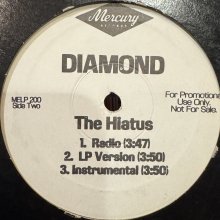 Mercury
DIAMOND
MELP 200
Side Two
For Promotional
Use Only.
Not For Sale.
The Hiatus
1. Radio (3:47)
2. LP Version (3:50)
3. Instrumental (3:50)